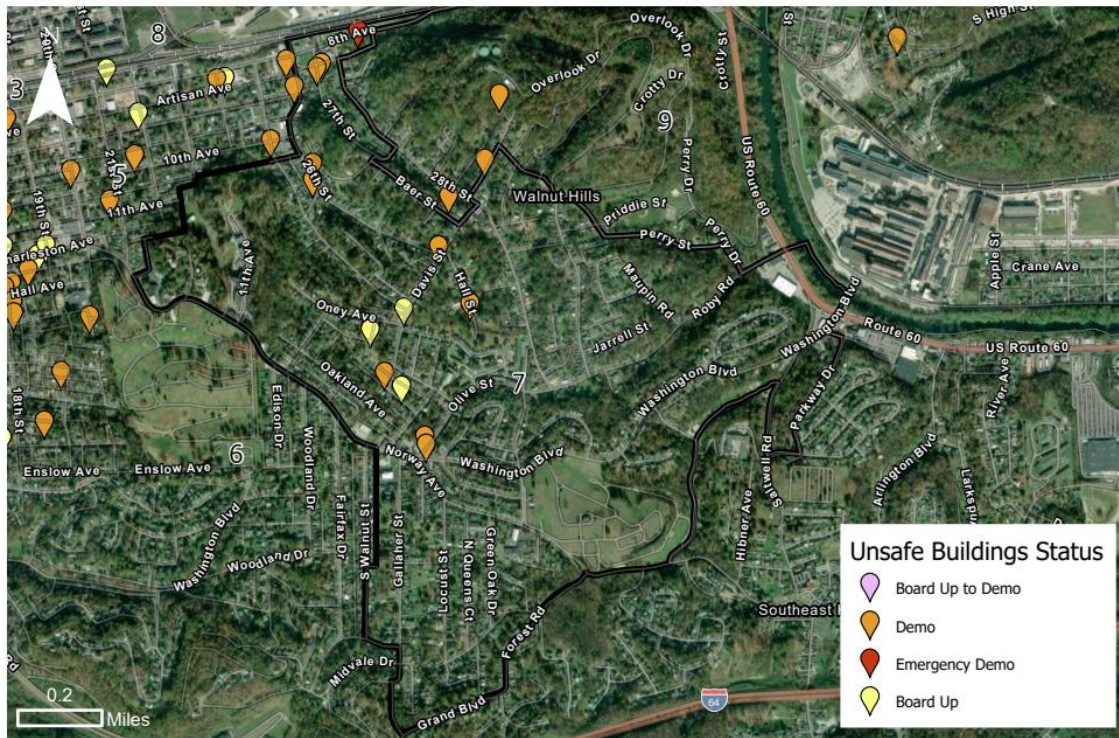 8
8th Ave
Overlook Dr
Crotty St
S High St
20th St
N
3
Artisan Ave
27th St
Overlook Dr
Crotty Dr
9
21st St
10th Ave
5
26th St
Baer St
28th St
Walnut Hills
Perry Dr
US Route 60
19th St
11th Ave
Priddie St
Perry St
Perry Dr
Charleston Ave
Hall Ave
11th Ave
Davis St
Hall St
Maupin Rd
Roby Rd
Apple St
Crane Ave
Oney Ave
Jarrell St
Washington Blvd
Route 60
US Route 60
Oakland Ave
Olive St
7
Washington Blvd
Parkway Dr
River Ave
18th St
Edison Dr
Woodland Dr
6
Enslow Ave
Enslow Ave
Norway Ave
Washington Blvd
Saltwell Rd
Arlington Blvd
Fairfax Dr
S Walnut St
Gallaher St
Washington Blvd
Woodland Dr
Locust St
N Queens Ct
Green Oak Dr
Hibner Ave
Forest Rd
Midvale Dr
Grand Blvd
64
0.2
Miles
Unsafe Buildings Status
Board Up to Demo
Demo
Emergency Demo
Board Up